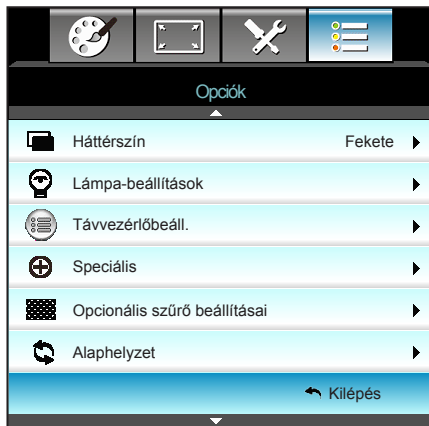 Opciók
Háttérszín Fekete
Lámpa-beállítások
Távvezérlőbeáll.
Speciális
Opcionális szűrő beállításai
Alaphelyzet
Kilépés